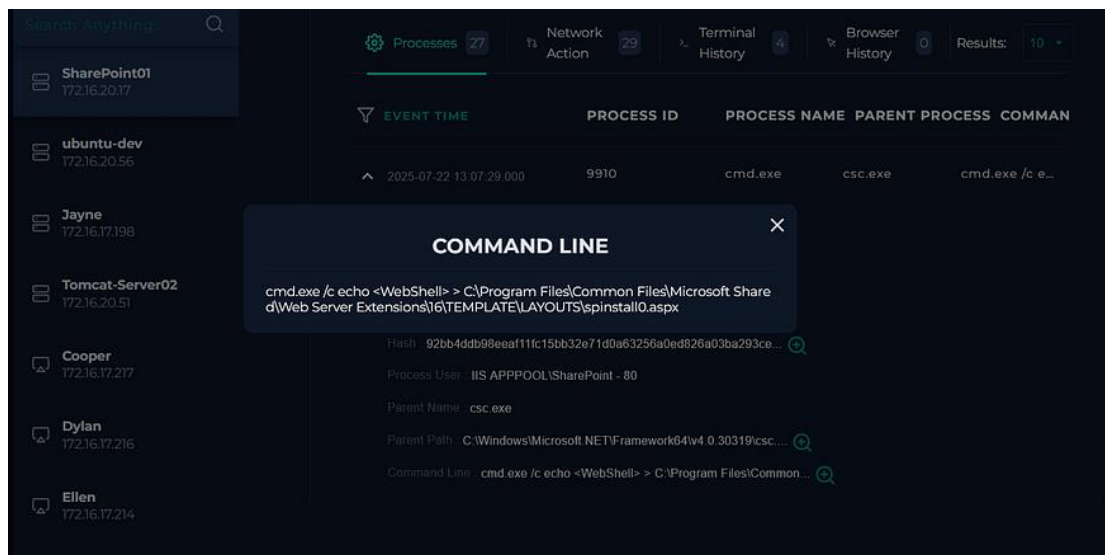 Search Anything...
SharePoint01
172.16.20.17
ubuntu-dev
172.16.20.56
Jayne
172.16.17.198
Tomcat-Server02
172.16.20.51
Cooper
172.16.17.217
Dylan
172.16.17.216
Ellen
172.16.17.214
Processes 27
Network Action 29
Terminal History 4
Browser History 0
Results: 10
EVENT TIME PROCESS ID PROCESS NAME PARENT PROCESS COMMAN
2025-07-22 13:07:29.000 9910 cmd.exe csc.exe cmd.exe /c e...
COMMAND LINE
cmd.exe /c echo <WebShell> > C:\Program Files\Common Files\Microsoft Share
d\Web Server Extensions\16\TEMPLATE\LAYOUTS\spinstall0.aspx
Hash : 92bb4ddb98eeaf11fc15bb32e71d0a63256a0ed826a03ba293ce...
Process User : IIS APPPOOL\SharePoint - 80
Parent Name : csc.exe
Parent Path : C:\Windows\Microsoft.NET\Framework64\v4.0.30319\csc....
Command Line : cmd.exe /c echo <WebShell> > C:\Program Files\Common...